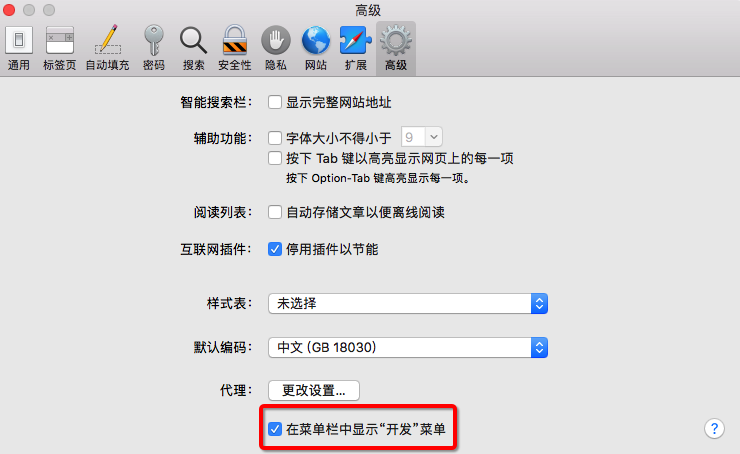 高级
通用 标签页 自动填充 密码 搜索 安全性 隐私 网站 扩展 高级
智能搜索栏: 显示完整网站地址
辅助功能: 字体大小不得小于 9
按下 Tab 键以高亮显示网页上的每一项
按下 Option-Tab 键高亮显示每一项。
阅读列表: 自动存储文章以便离线阅读
互联网插件: 停用插件以节能
样式表: 未选择
默认编码: 中文 (GB 18030)
代理: 更改设置...
在菜单栏中显示“开发”菜单
?